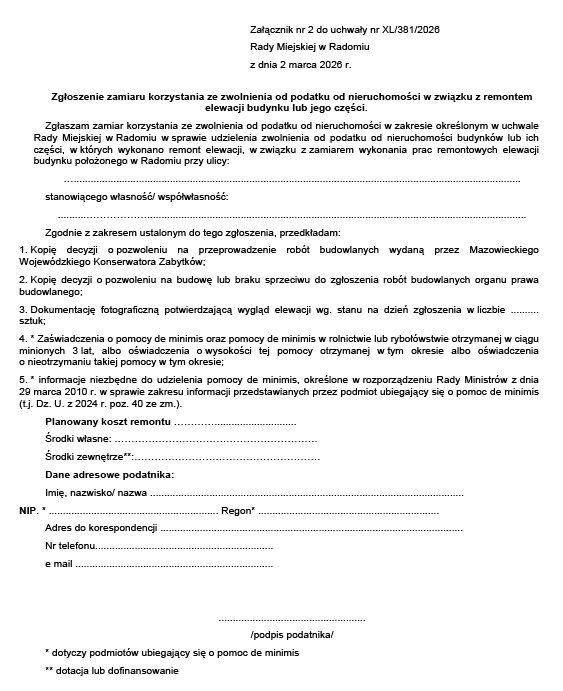 Załącznik nr 2 do uchwały nr XL/381/2026
Rady Miejskiej w Radomiu
z dnia 2 marca 2026 r.
Zgłoszenie zamiaru korzystania ze zwolnienia od podatku od nieruchomości w związku z remontem
elewacji budynku lub jego części.
Zgłaszam zamiar korzystania ze zwolnienia od podatku od nieruchomości w zakresie określonym w uchwale
Rady Miejskiej w Radomiu w sprawie udzielenia zwolnienia od podatku od nieruchomości budynków lub ich
części, w których wykonano remont elewacji, w związku z zamiarem wykonania prac remontowych elewacji
budynku położonego w Radomiu przy ulicy:
….....................................................................................................................................................
stanowiącego własność/ współwłasność:
..........………………..............................................................................................................................
Zgodnie z zakresem ustalonym do tego zgłoszenia, przedkładam:
1. Kopię decyzji o pozwoleniu na przeprowadzenie robót budowlanych wydaną przez Mazowieckiego
Wojewódzkiego Konserwatora Zabytków;
2. Kopię decyzji o pozwoleniu na budowę lub braku sprzeciwu do zgłoszenia robót budowlanych organu prawa
budowlanego;
3. Dokumentację fotograficzną potwierdzającą wygląd elewacji wg. stanu na dzień zgłoszenia w liczbie ..........
sztuk;
4. * Zaświadczenia o pomocy de minimis oraz pomocy de minimis w rolnictwie lub rybołówstwie otrzymanej w ciągu
minionych 3 lat, albo oświadczenia o wysokości tej pomocy otrzymanej w tym okresie albo oświadczenia
o nieotrzymaniu takiej pomocy w tym okresie;
5. * informacje niezbędne do udzielenia pomocy de minimis, określone w rozporządzeniu Rady Ministrów z dnia
29 marca 2010 r. w sprawie zakresu informacji przedstawianych przez podmiot ubiegający się o pomoc de minimis
(t.j. Dz. U. z 2024 r. poz. 40 ze zm.).
Planowany koszt remontu …………..............................
Środki własne: …………………………………………………………
Środki zewnętrze**:……………………………………………………
Dane adresowe podatnika:
Imię, nazwisko/ nazwa .........................................................................................................
NIP. * ......................................................... Regon* .............................................................
Adres do korespondencji .....................................................................................................
Nr telefonu...........................................................
e mail ..................................................................
.................................................
/podpis podatnika/
* dotyczy podmiotów ubiegający się o pomoc de minimis
** dotacja lub dofinansowanie